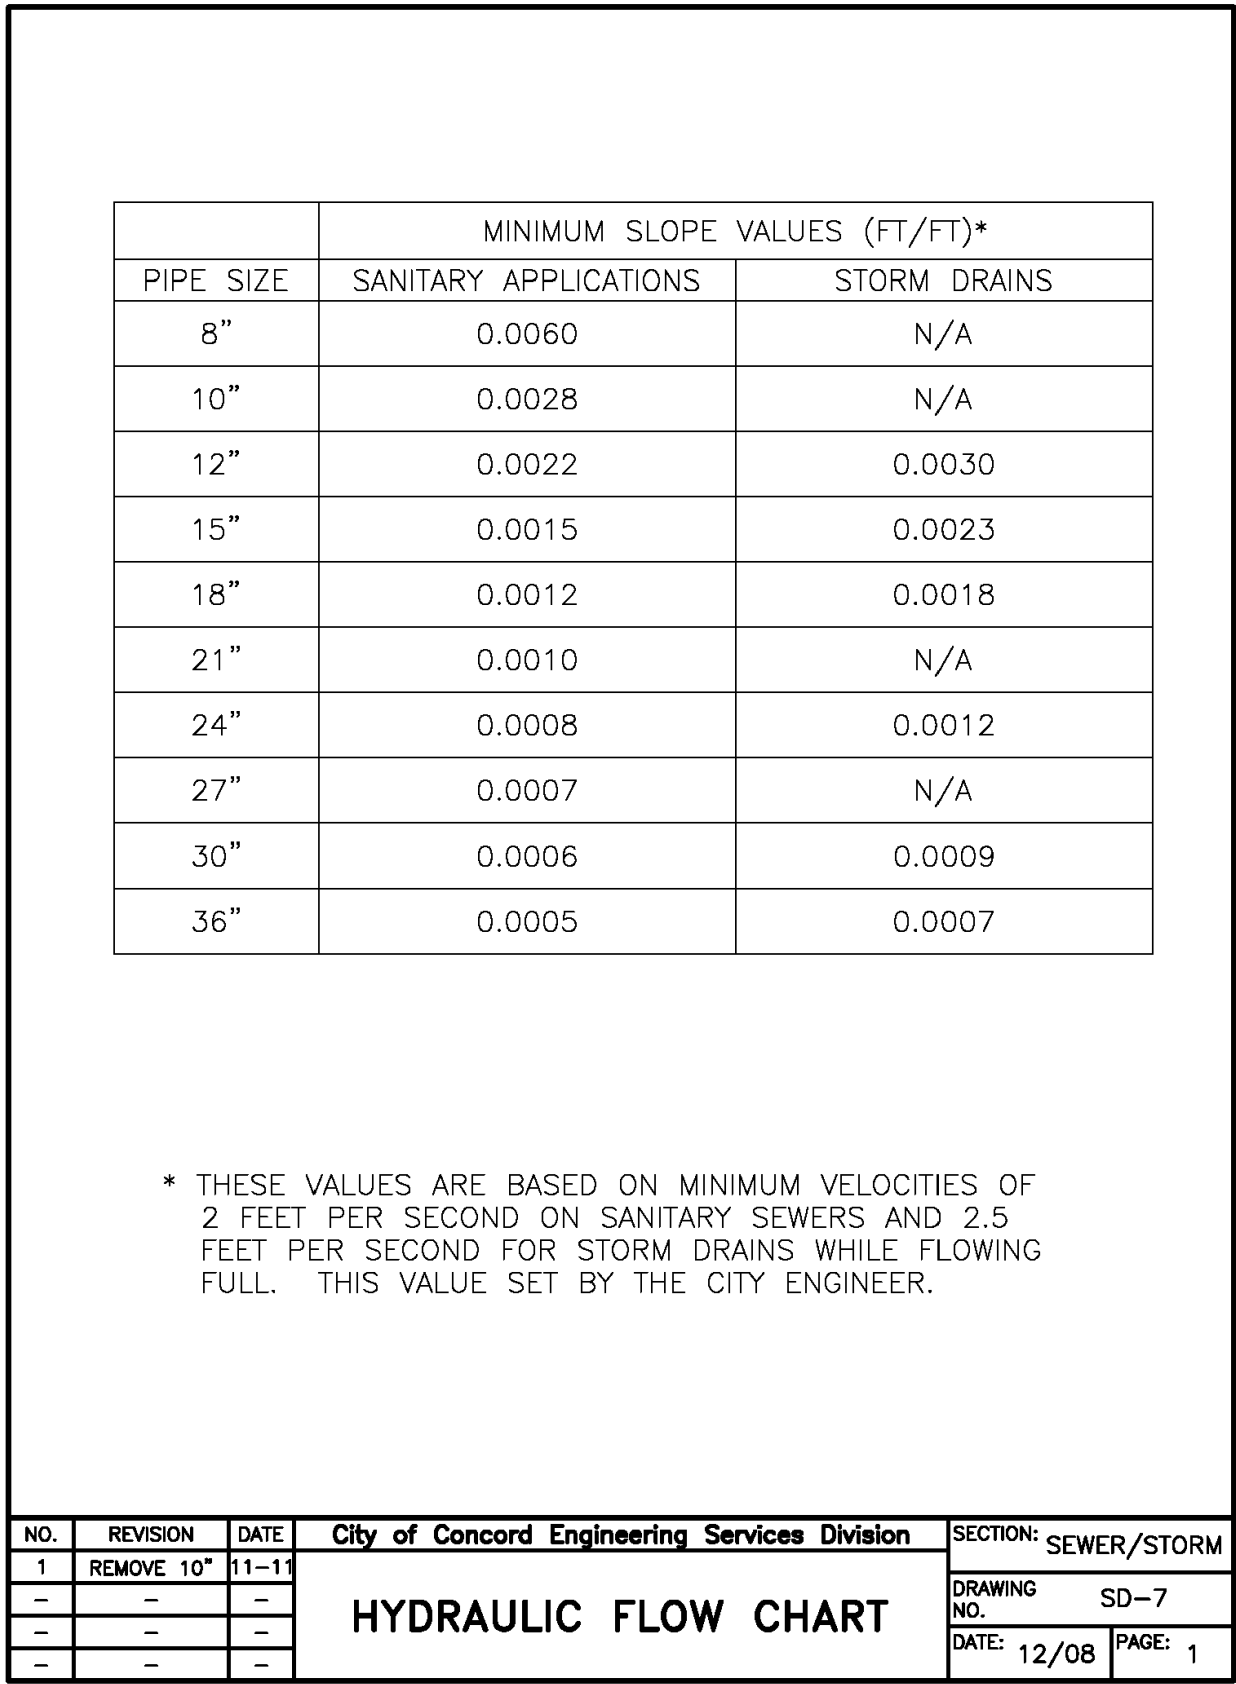 MINIMUM SLOPE VALUES (FT/FT)*
PIPE SIZE SANITARY APPLICATIONS STORM DRAINS
8" 0.0060 N/A
10" 0.0028 N/A
12" 0.0022 0.0030
15" 0.0015 0.0023
18" 0.0012 0.0018
21" 0.0010 N/A
24" 0.0008 0.0012
27" 0.0007 N/A
30" 0.0006 0.0009
36" 0.0005 0.0007
* THESE VALUES ARE BASED ON MINIMUM VELOCITIES OF
2 FEET PER SECOND ON SANITARY SEWERS AND 2.5
FEET PER SECOND FOR STORM DRAINS WHILE FLOWING
FULL. THIS VALUE SET BY THE CITY ENGINEER.
NO. REVISION DATE
1 REMOVE 10" 11-11
- - -
- - -
- - -
City of Concord Engineering Services Division
HYDRAULIC FLOW CHART
SECTION: SEWER/STORM
DRAWING
NO. SD-7
DATE: 12/08 PAGE: 1